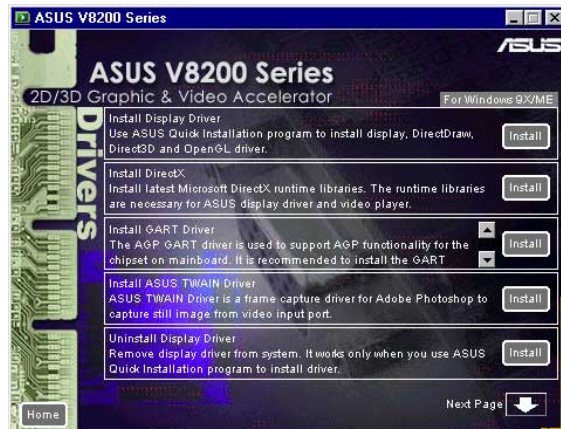 ASUS V8200 Series
ASUS
ASUS V8200 Series
2D/3D Graphic & Video Accelerator
For Windows 9X/ME
Drivers
Install Display Driver
Use ASUS Quick Installation program to install display, DirectDraw,
Direct3D and OpenGL driver.
Install
Install DirectX
Install latest Microsoft DirectX runtime libraries. The runtime libraries
are necessary for ASUS display driver and video player.
Install
Install GART Driver
The AGP GART driver is used to support AGP functionality for the
chipset on mainboard. It is recommended to install the GART
Install
Install ASUS TWAIN Driver
ASUS TWAIN Driver is a frame capture driver for Adobe Photoshop to
capture still image from video input port.
Install
Uninstall Display Driver
Remove display driver from system. It works only when you use ASUS
Quick Installation program to install driver.
Install
Next Page
Home